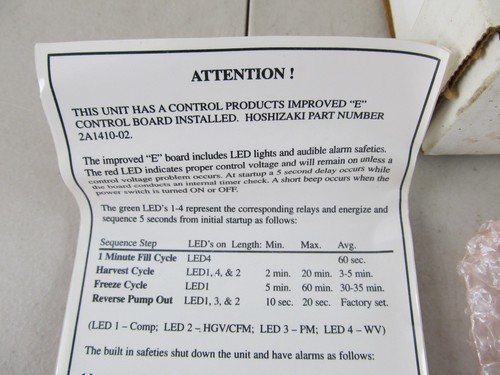 ATTENTION !
THIS UNIT HAS A CONTROL PRODUCTS IMPROVED "E"
CONTROL BOARD INSTALLED. HOSHIZAKI PART NUMBER
2A1410-02.
The improved "E" board includes LED lights and audible alarm safeties.
The red LED indicates proper control voltage and will remain on unless a
control voltage problem occurs. At startup a 5 second delay occurs while
the board conducts an internal timer check. A short beep occurs when the
power switch is turned ON or OFF.
The green LED's 1-4 represent the corresponding relays and energize and
sequence 5 seconds from initial startup as follows:
Sequence Step LED's on Length: Min. Max. Avg.
1 Minute Fill Cycle LED4 60 sec.
Harvest Cycle LED1, 4, & 2 2 min. 20 min. 3-5 min.
Freeze Cycle LED1 5 min. 60 min. 30-35 min.
Reverse Pump Out LED1, 3, & 2 10 sec. 20 sec. Factory set.
(LED 1 – Comp; LED 2 – HGV/CFM; LED 3 – PM; LED 4 – WV)
The built in safeties shut down the unit and have alarms as follows: